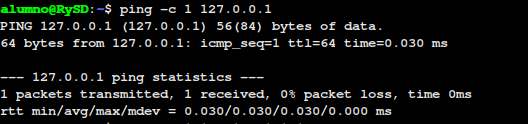 alumno@RySD:~$ ping -c 1 127.0.0.1
PING 127.0.0.1 (127.0.0.1) 56(84) bytes of data.
64 bytes from 127.0.0.1: icmp_seq=1 ttl=64 time=0.030 ms

--- 127.0.0.1 ping statistics ---
1 packets transmitted, 1 received, 0% packet loss, time 0ms
rtt min/avg/max/mdev = 0.030/0.030/0.030/0.000 ms